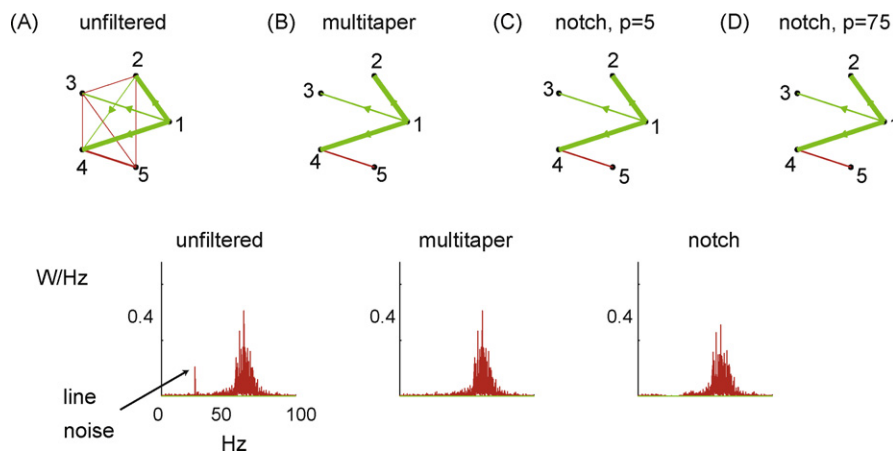 (A) unfiltered (B) multitaper (C) notch, p=5 (D) notch, p=75
2 2 2 2
3 3 3 3
1 1 1 1
4 4 4 4
5 5 5 5
unfiltered multitaper notch
W/Hz
0.4 0.4 0.4
line
noise
0 50 100
Hz